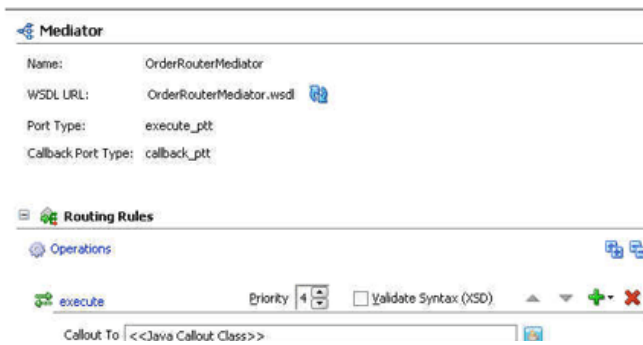 Mediator
Name: OrderRouterMediator
WSDL URL: OrderRouterMediator.wsdl
Port Type: execute_ptt
Callback Port Type: callback_ptt
Routing Rules
Operations
execute Priority 4 Validate Syntax (XSD)
Callout To <<Java Callout Class>>